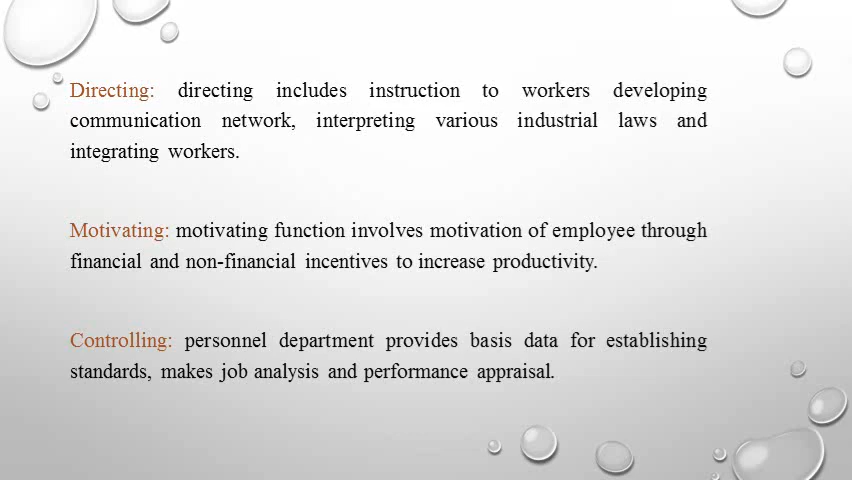 Directing: directing includes instruction to workers developing
communication network, interpreting various industrial laws and
integrating workers.
Motivating: motivating function involves motivation of employee through
financial and non-financial incentives to increase productivity.
Controlling: personnel department provides basis data for establishing
standards, makes job analysis and performance appraisal.